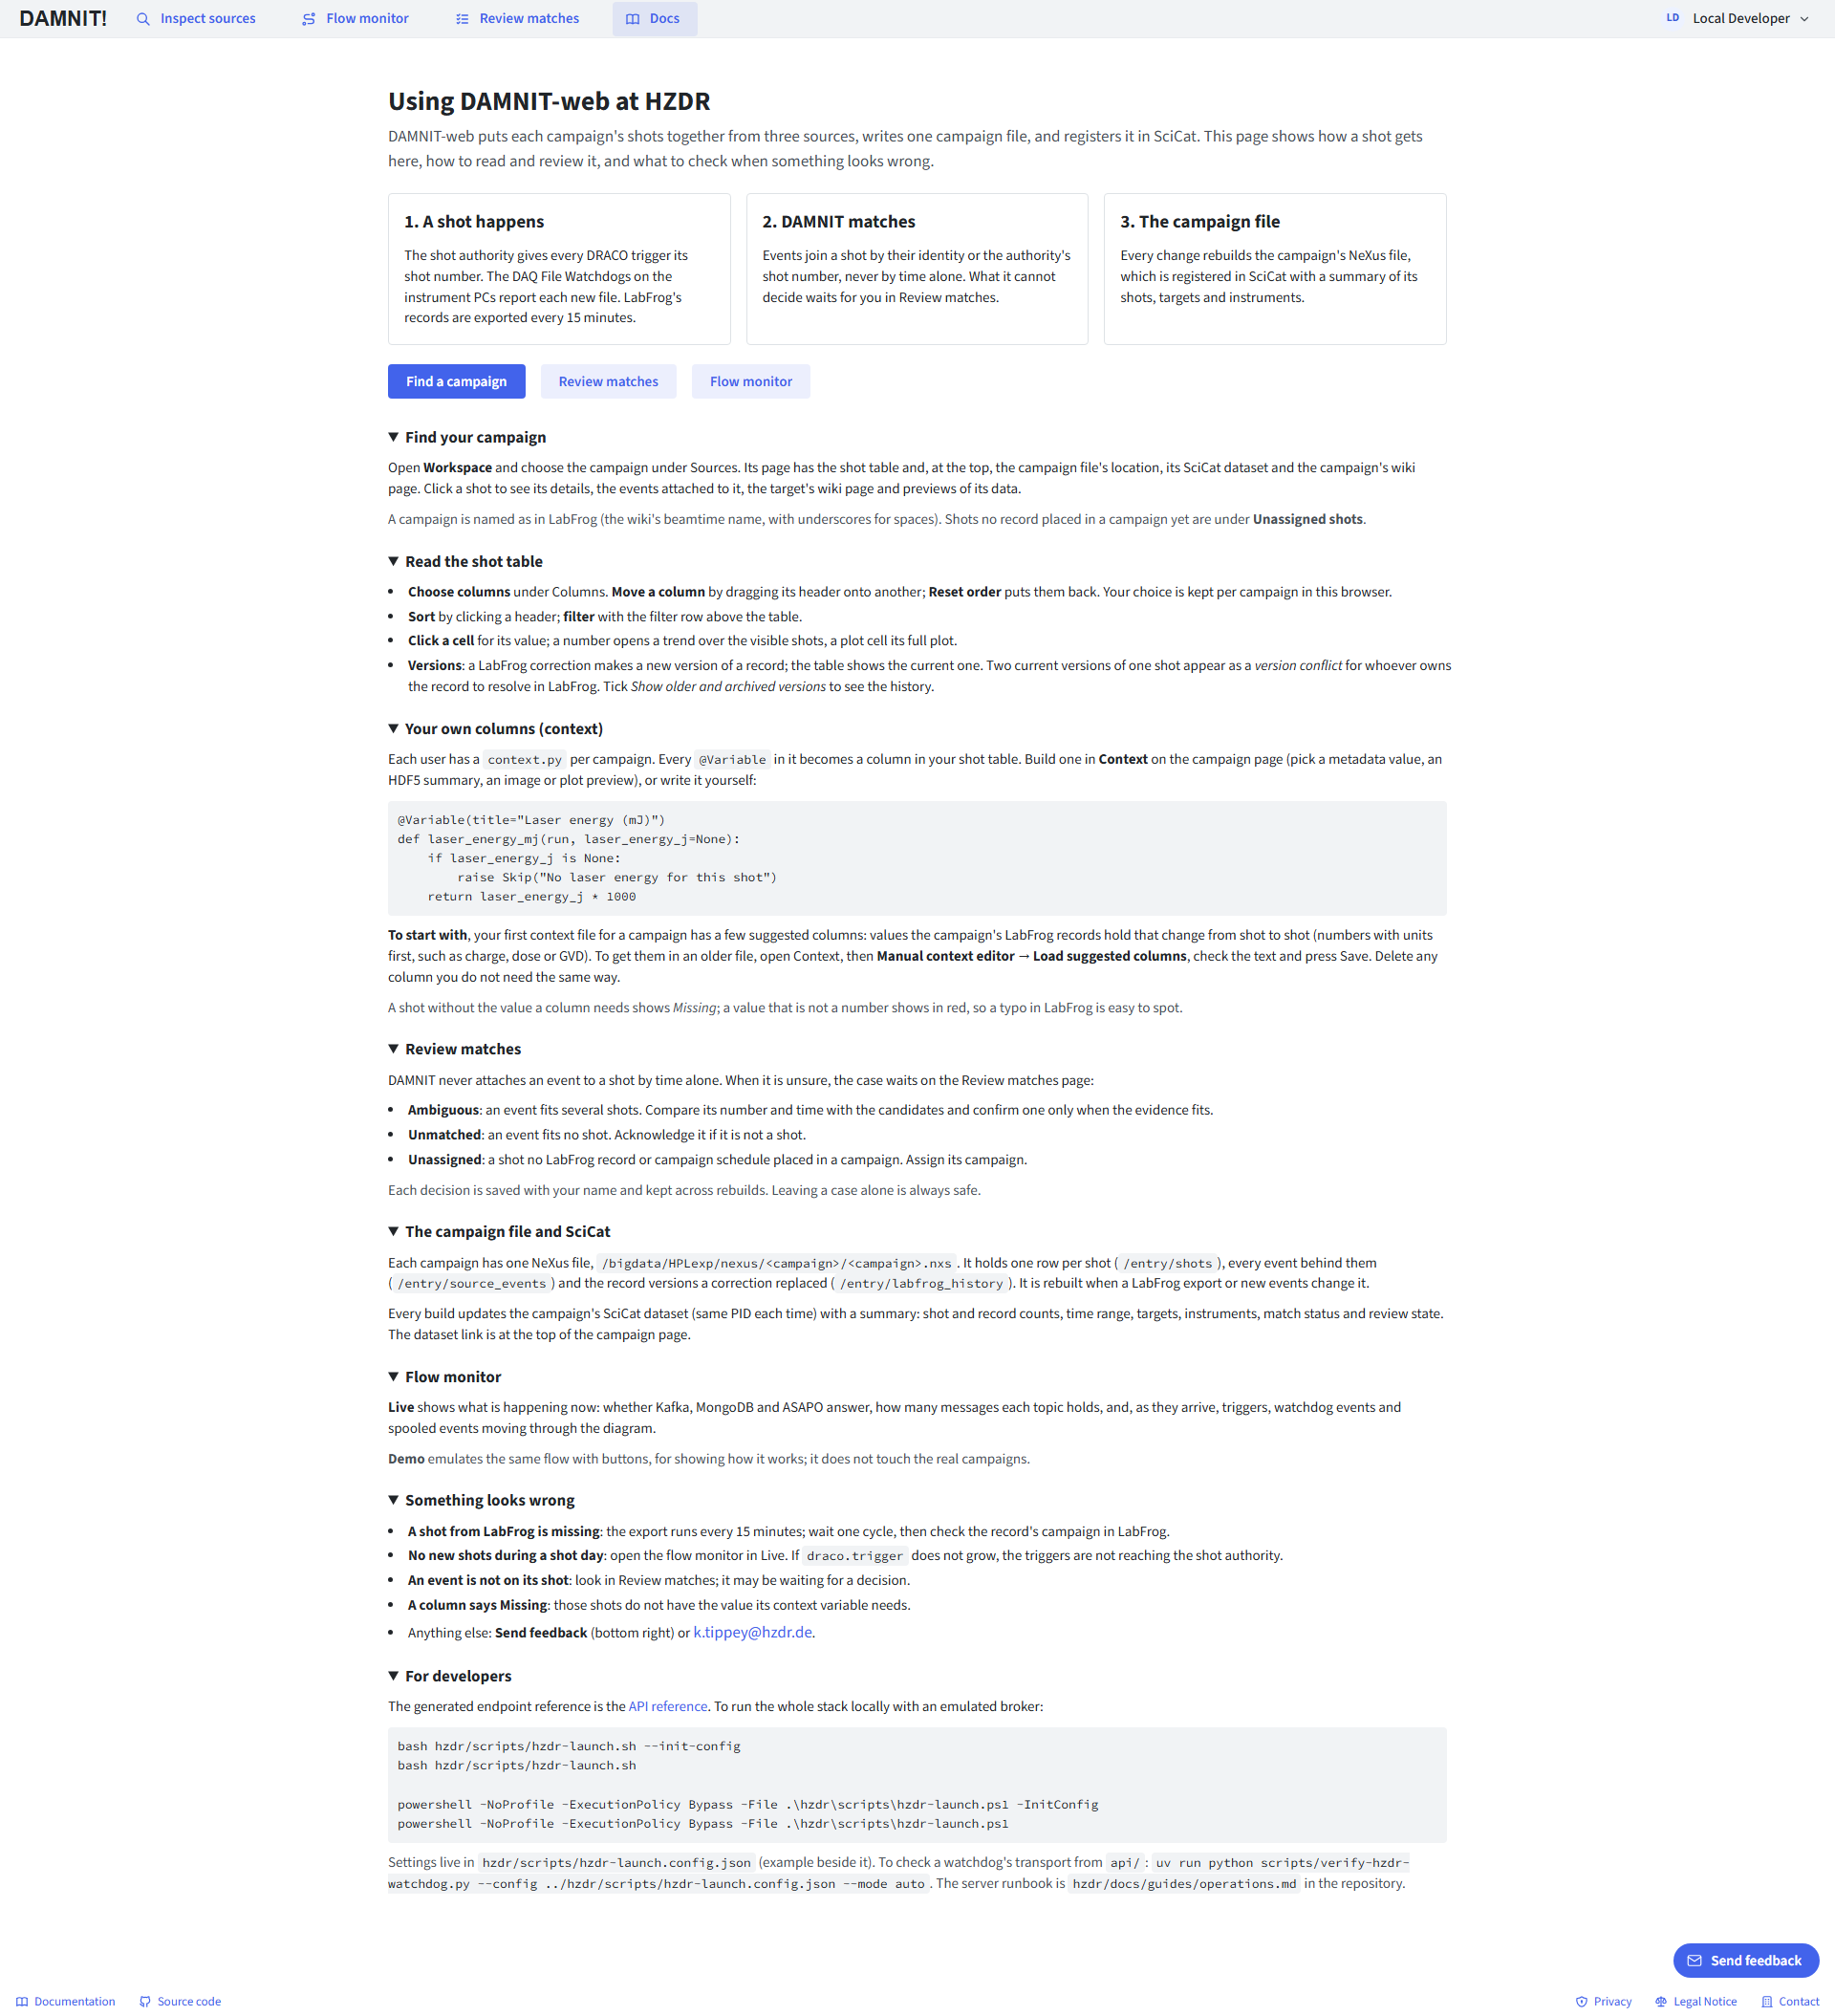 DAMNIT! Inspect sources Flow monitor Review matches Docs LD Local Developer
Using DAMNIT-web at HZDR
DAMNIT-web puts each campaign's shots together from three sources, writes one campaign file, and registers it in SciCat. This page shows how a shot gets
here, how to read and review it, and what to check when something looks wrong.
1. A shot happens
The shot authority gives every DRACO trigger its
shot number. The DAQ File Watchdogs on the
instrument PCs report each new file. LabFrog's
records are exported every 15 minutes.
2. DAMNIT matches
Events join a shot by their identity or the authority's
shot number, never by time alone. What it cannot
decide waits for you in Review matches.
3. The campaign file
Every change rebuilds the campaign's NeXus file,
which is registered in SciCat with a summary of its
shots, targets and instruments.
Find a campaign Review matches Flow monitor
▼ Find your campaign
Open Workspace and choose the campaign under Sources. Its page has the shot table and, at the top, the campaign file's location, its SciCat dataset and the campaign's wiki
page. Click a shot to see its details, the events attached to it, the target's wiki page and previews of its data.
A campaign is named as in LabFrog (the wiki's beamtime name, with underscores for spaces). Shots no record placed in a campaign yet are under Unassigned shots.
▼ Read the shot table
• Choose columns under Columns. Move a column by dragging its header onto another; Reset order puts them back. Your choice is kept per campaign in this browser.
• Sort by clicking a header; filter with the filter row above the table.
• Click a cell for its value; a number opens a trend over the visible shots, a plot cell its full plot.
• Versions: a LabFrog correction makes a new version of a record; the table shows the current one. Two current versions of one shot appear as a version conflict for whoever owns
the record to resolve in LabFrog. Tick Show older and archived versions to see the history.
▼ Your own columns (context)
Each user has a context.py per campaign. Every @Variable in it becomes a column in your shot table. Build one in Context on the campaign page (pick a metadata value, an
HDF5 summary, an image or plot preview), or write it yourself:
@Variable(title="Laser energy (mJ)")
def laser_energy_mj(run, laser_energy_j=None):
    if laser_energy_j is None:
        raise Skip("No laser energy for this shot")
    return laser_energy_j * 1000
To start with, your first context file for a campaign has a few suggested columns: values the campaign's LabFrog records hold that change from shot to shot (numbers with units
first, such as charge, dose or GVD). To get them in an older file, open Context, then Manual context editor → Load suggested columns, check the text and press Save. Delete any
column you do not need the same way.
A shot without the value a column needs shows Missing; a value that is not a number shows in red, so a typo in LabFrog is easy to spot.
▼ Review matches
DAMNIT never attaches an event to a shot by time alone. When it is unsure, the case waits on the Review matches page:
• Ambiguous: an event fits several shots. Compare its number and time with the candidates and confirm one only when the evidence fits.
• Unmatched: an event fits no shot. Acknowledge it if it is not a shot.
• Unassigned: a shot no LabFrog record or campaign schedule placed in a campaign. Assign its campaign.
Each decision is saved with your name and kept across rebuilds. Leaving a case alone is always safe.
▼ The campaign file and SciCat
Each campaign has one NeXus file, /bigdata/HPLexp/nexus/<campaign>/<campaign>.nxs. It holds one row per shot (/entry/shots), every event behind them
(/entry/source_events) and the record versions a correction replaced (/entry/labfrog_history). It is rebuilt when a LabFrog export or new events change it.
Every build updates the campaign's SciCat dataset (same PID each time) with a summary: shot and record counts, time range, targets, instruments, match status and review state.
The dataset link is at the top of the campaign page.
▼ Flow monitor
Live shows what is happening now: whether Kafka, MongoDB and ASAPO answer, how many messages each topic holds, and, as they arrive, triggers, watchdog events and
spooled events moving through the diagram.
Demo emulates the same flow with buttons, for showing how it works; it does not touch the real campaigns.
▼ Something looks wrong
• A shot from LabFrog is missing: the export runs every 15 minutes; wait one cycle, then check the record's campaign in LabFrog.
• No new shots during a shot day: open the flow monitor in Live. If draco.trigger does not grow, the triggers are not reaching the shot authority.
• An event is not on its shot: look in Review matches; it may be waiting for a decision.
• A column says Missing: those shots do not have the value its context variable needs.
• Anything else: Send feedback (bottom right) or k.tippey@hzdr.de.
▼ For developers
The generated endpoint reference is the API reference. To run the whole stack locally with an emulated broker:
bash hzdr/scripts/hzdr-launch.sh --init-config
bash hzdr/scripts/hzdr-launch.sh
powershell -NoProfile -ExecutionPolicy Bypass -File .\hzdr\scripts\hzdr-launch.ps1 -InitConfig
powershell -NoProfile -ExecutionPolicy Bypass -File .\hzdr\scripts\hzdr-launch.ps1
Settings live in hzdr/scripts/hzdr-launch.config.json (example beside it). To check a watchdog's transport from api/: uv run python scripts/verify-hzdr-
watchdog.py --config ../hzdr/scripts/hzdr-launch.config.json --mode auto. The server runbook is hzdr/docs/guides/operations.md in the repository.
Send feedback
Documentation Source code Privacy Legal Notice Contact